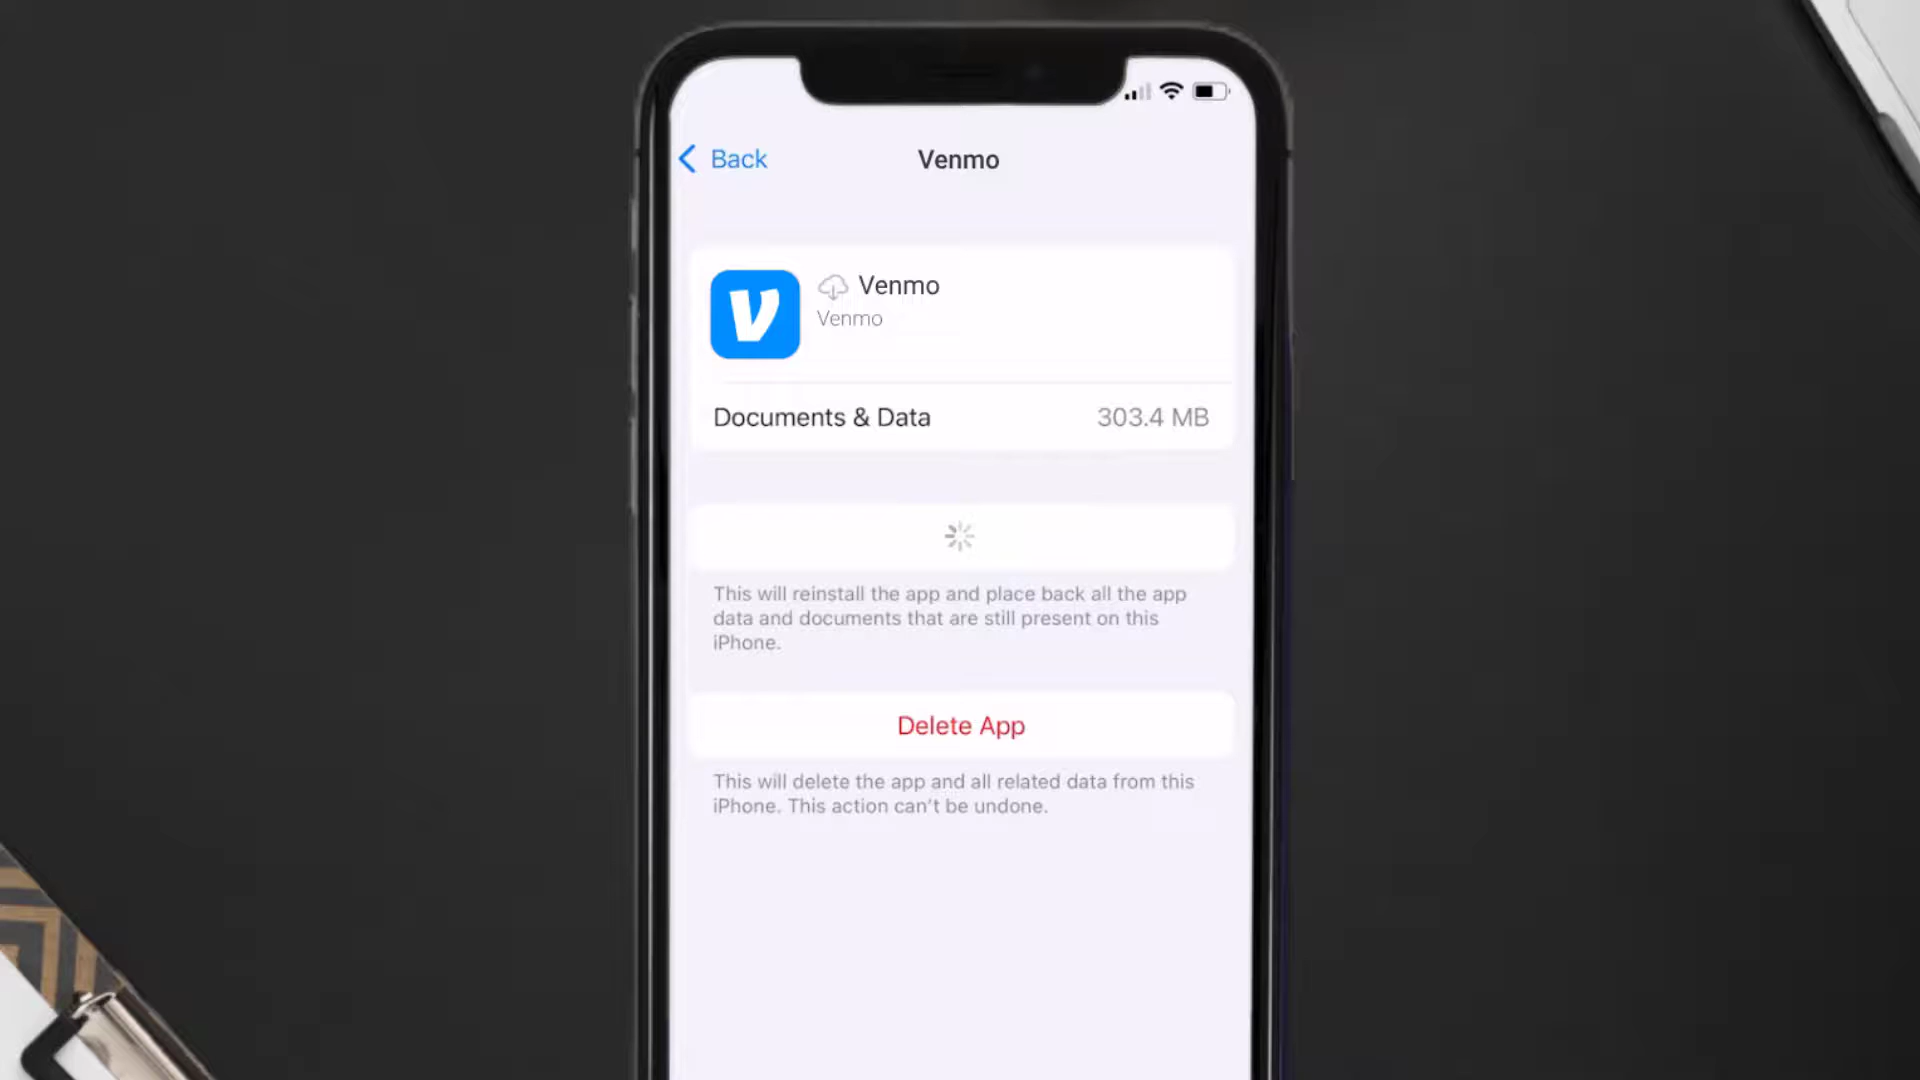 Back
Venmo
Venmo
Venmo
Documents & Data 303.4 MB
This will reinstall the app and place back all the app
data and documents that are still present on this
iPhone.
Delete App
This will delete the app and all related data from this
iPhone. This action can't be undone.